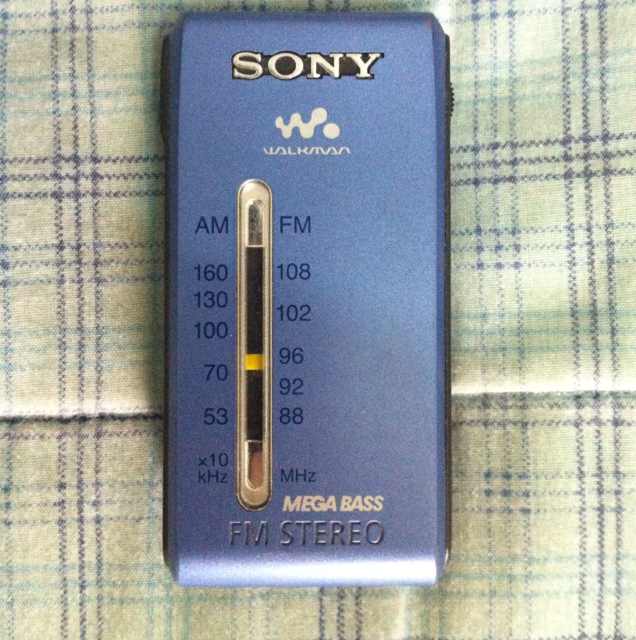 SONY
WALKMAN
AM FM
160 108
130
102
100
96
70
92
53 88
x10
kHz MHz
MEGA BASS
FM STEREO